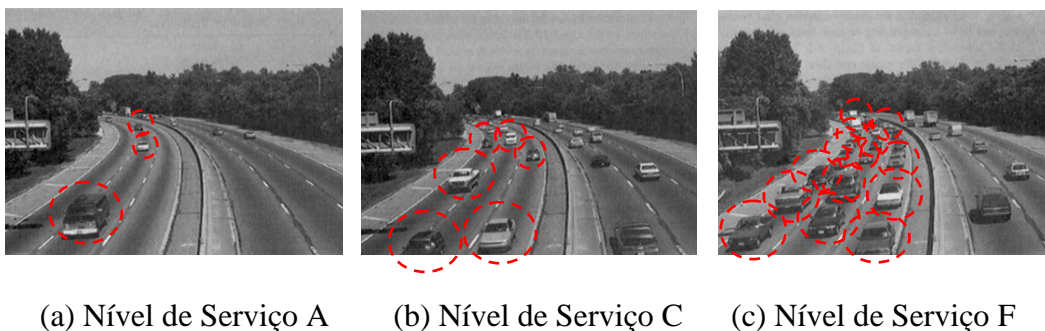 (a) Nível de Serviço A
(b) Nível de Serviço C
(c) Nível de Serviço F